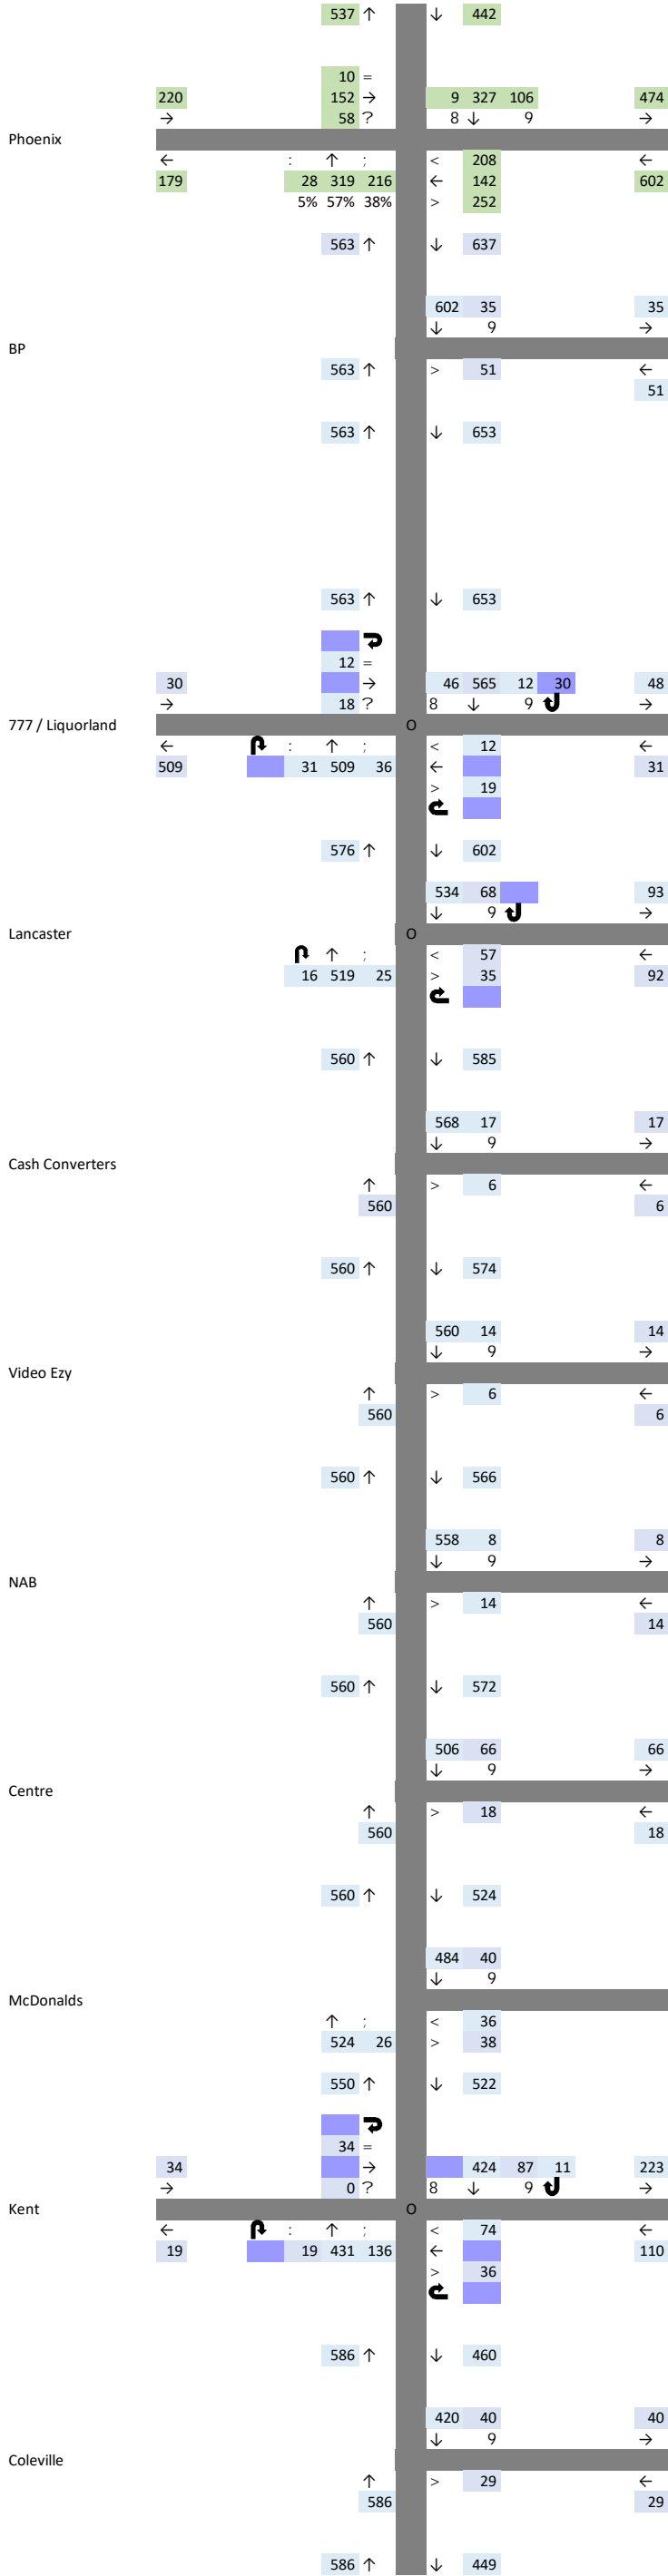 537 ↑ ↓ 442
10 =
220 152 → 9 327 106 474
→ 58 ? 8 ↓ 9 →
Phoenix
← : ↑ ; < 208 ←
179 28 319 216 ← 142 602
5% 57% 38% > 252
563 ↑ ↓ 637
602 35 35
↓ 9 →
BP
563 ↑ > 51 ←
51
563 ↑ ↓ 653
563 ↑ ↓ 653
12 =
30 → 46 565 12 30 48
→ 18 ? 8 ↓ 9 →
777 / Liquorland O
← : ↑ ; < 12 ←
509 31 509 36 ← 31
> 19
576 ↑ ↓ 602
534 68 93
↓ 9 →
Lancaster O
↑ ; < 57 ←
16 519 25 > 35 92
560 ↑ ↓ 585
568 17 17
↓ 9 →
Cash Converters
↑ > 6 ←
560 6
560 ↑ ↓ 574
560 14 14
↓ 9 →
Video Ezy
↑ > 6 ←
560 6
560 ↑ ↓ 566
558 8 8
↓ 9 →
NAB
↑ > 14 ←
560 14
560 ↑ ↓ 572
506 66 66
↓ 9 →
Centre
↑ > 18 ←
560 18
560 ↑ ↓ 524
484 40
↓ 9
McDonalds
↑ ; < 36
524 26 > 38
550 ↑ ↓ 522
34 =
34 → 424 87 11 223
→ 0 ? 8 ↓ 9 →
Kent O
← : ↑ ; < 74 ←
19 19 431 136 ← 110
> 36
586 ↑ ↓ 460
420 40 40
↓ 9 →
Coleville
↑ > 29 ←
586 29
586 ↑ ↓ 449